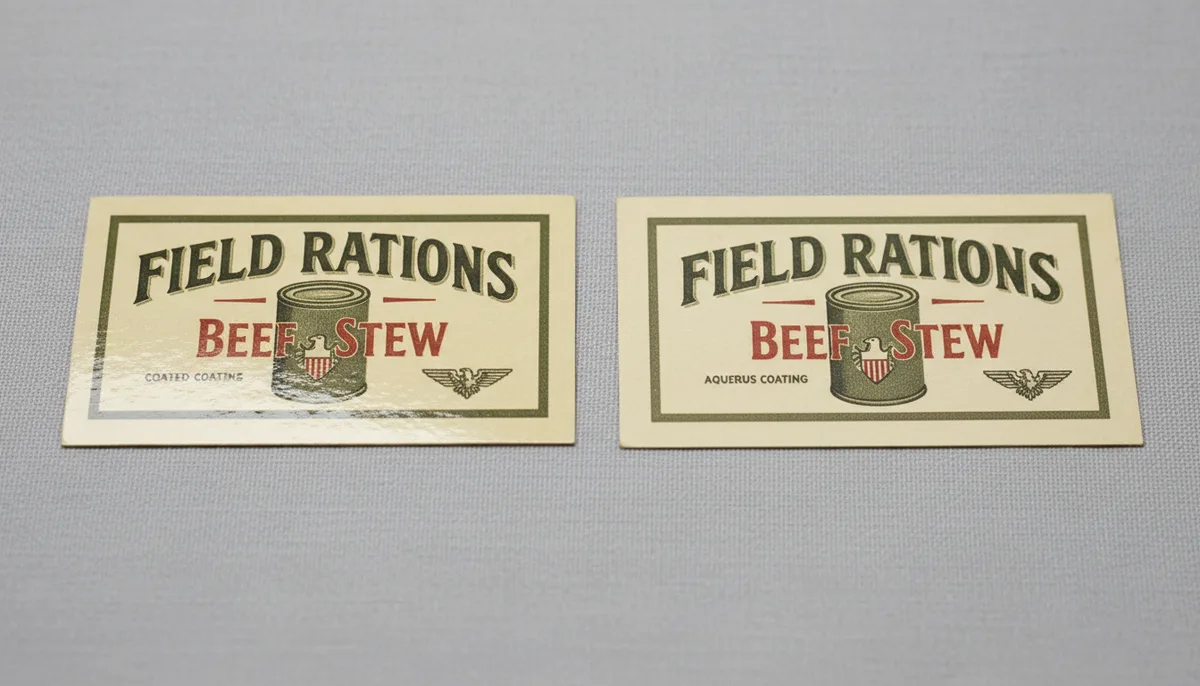 FIELD RATIONS
BEEF STEW
COATED COATING
FIELD RATIONS
BEEF STEW
AQUERUS COATING